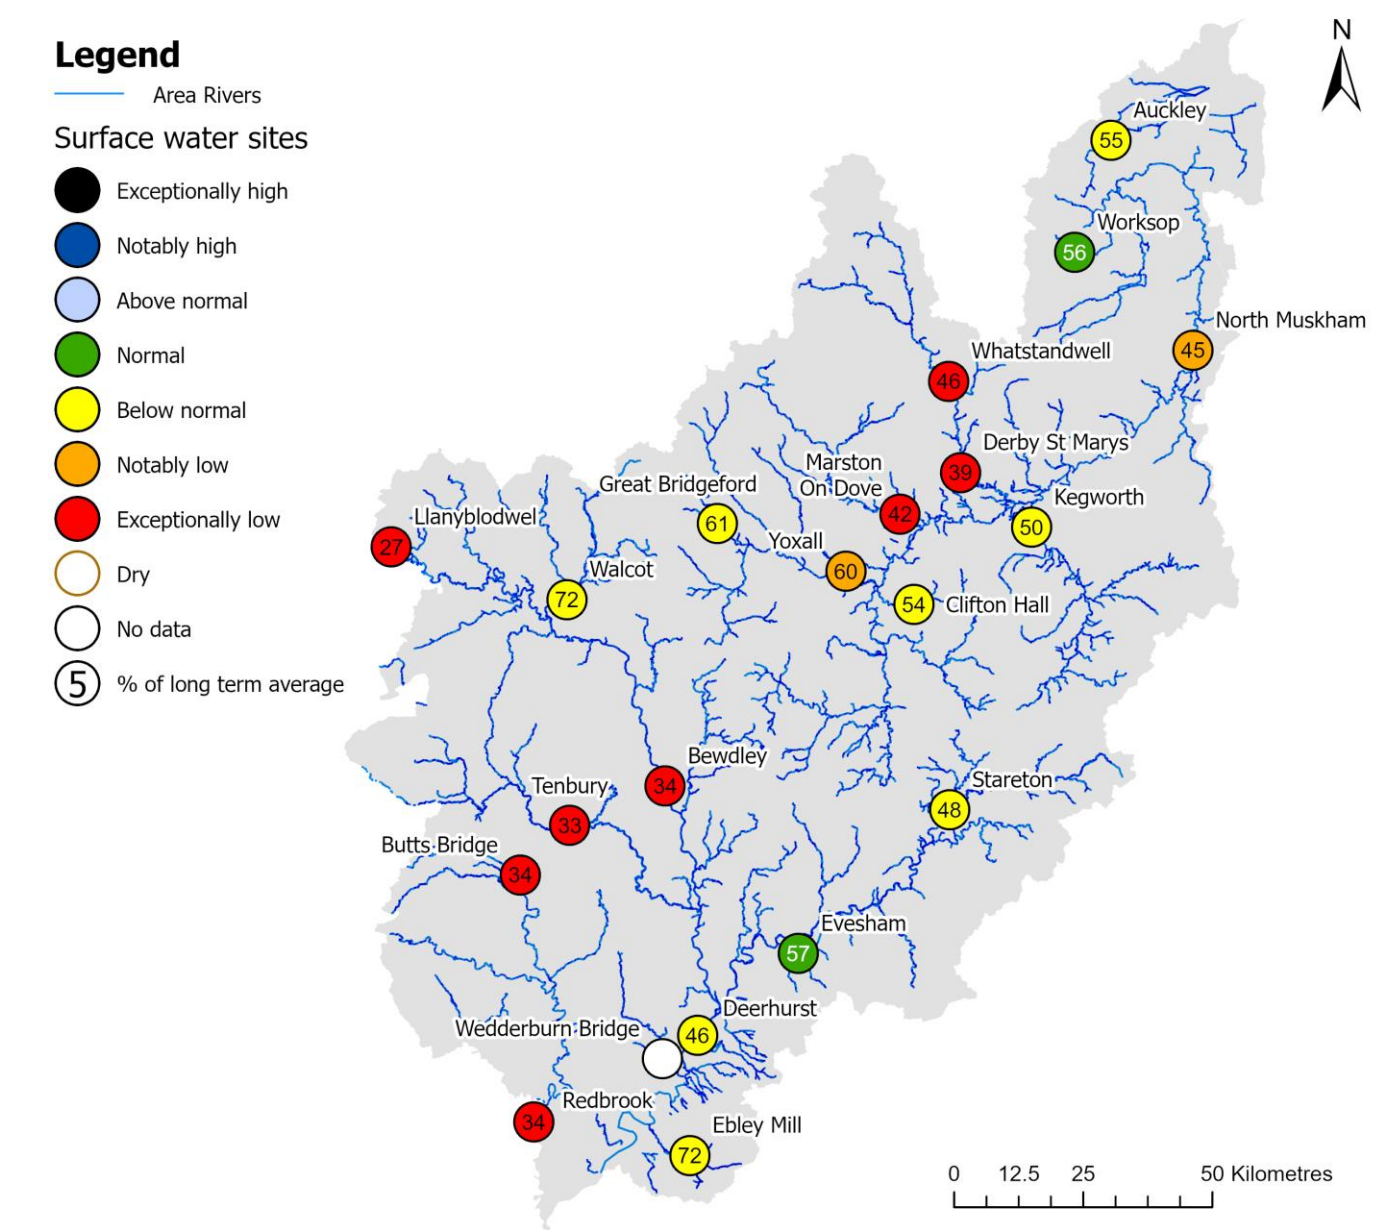 Legend
Area Rivers
Surface water sites
Exceptionally high
Notably high
Above normal
Normal
Below normal
Notably low
Exceptionally low
Dry
No data
5 % of long term average
N
Auckley
55
Worksop
56
North Muskham
45
Whatstandwell
46
Derby St Marys
39
Marston
On Dove
42
Kegworth
50
Great Bridgeford
61
Yoxall
60
Clifton Hall
54
Llanyblodwel
27
Walcot
72
Bewdley
34
Tenbury
33
Butts Bridge
34
Stareton
48
Evesham
57
Deerhurst
46
Wedderburn Bridge
Redbrook
34
Ebley Mill
72
0 12.5 25 50 Kilometres